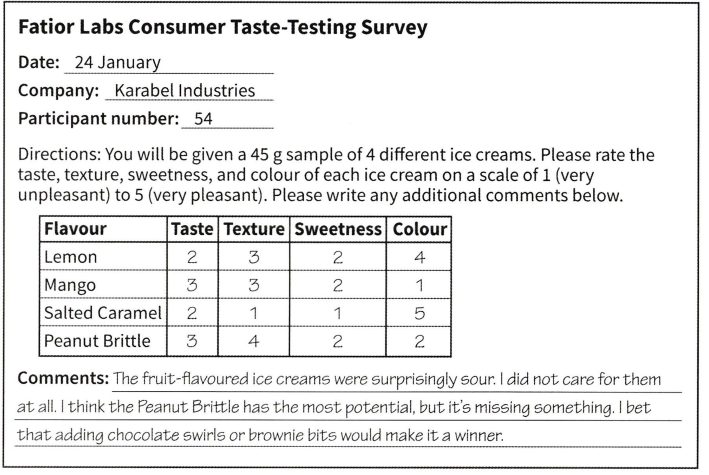 Fatior Labs Consumer Taste-Testing Survey
Date: 24 January
Company: Karabel Industries
Participant number: 54
Directions: You will be given a 45 g sample of 4 different ice creams. Please rate the
taste, texture, sweetness, and colour of each ice cream on a scale of 1 (very
unpleasant) to 5 (very pleasant). Please write any additional comments below.
Flavour Taste Texture Sweetness Colour
Lemon 2 3 2 4
Mango 3 3 2 1
Salted Caramel 2 1 1 5
Peanut Brittle 3 4 2 2
Comments: The fruit-flavoured ice creams were surprisingly sour. I did not care for them
at all. I think the Peanut Brittle has the most potential, but it's missing something. I bet
that adding chocolate swirls or brownie bits would make it a winner.